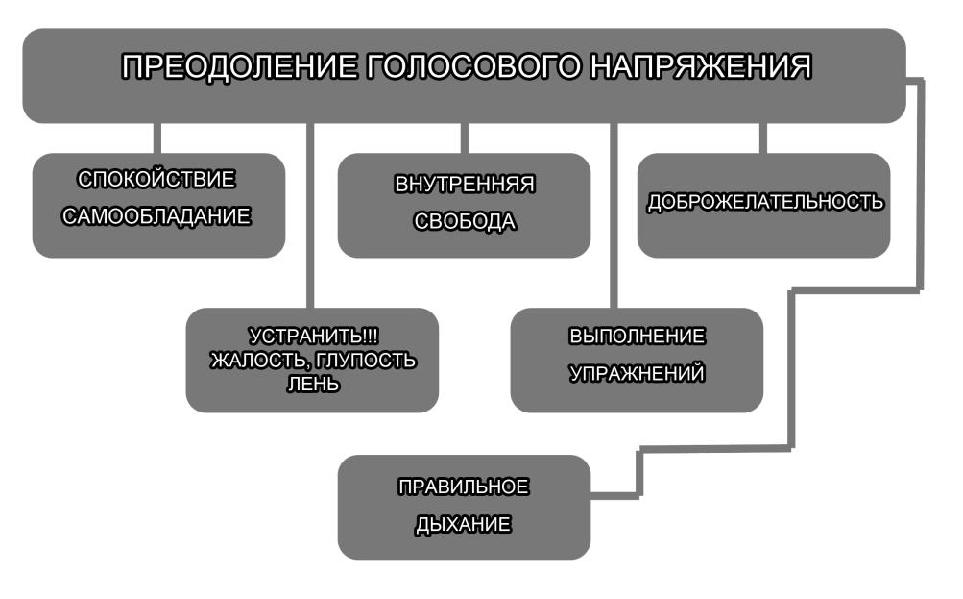 ПРЕОДОЛЕНИЕ ГОЛОСОВОГО НАПРЯЖЕНИЯ
СПОКОЙСТВИЕ
САМООБЛАДАНИЕ
ВНУТРЕННЯЯ
СВОБОДА
ДОБРОЖЕЛАТЕЛЬНОСТЬ
УСТРАНИТЬ!!!
ЖАЛОСТЬ, ГЛУПОСТЬ
ЛЕНЬ
ВЫПОЛНЕНИЕ
УПРАЖНЕНИЙ
ПРАВИЛЬНОЕ
ДЫХАНИЕ